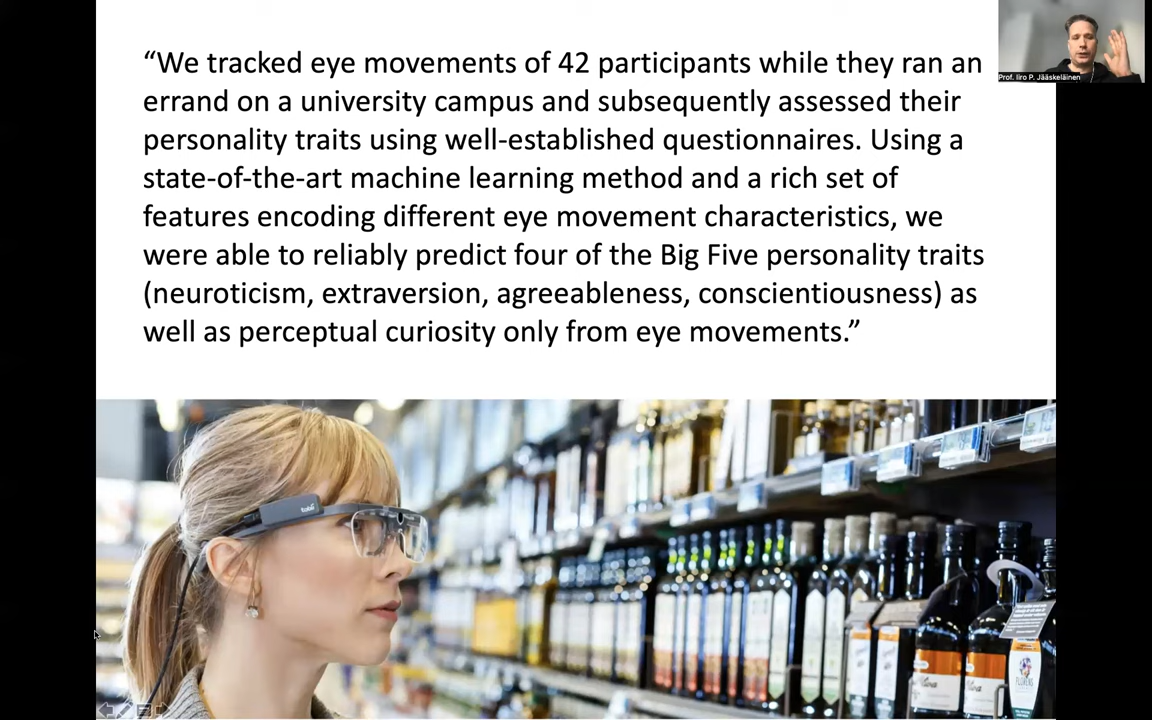 “We tracked eye movements of 42 participants while they ran an
errand on a university campus and subsequently assessed their
personality traits using well-established questionnaires. Using a
state-of-the-art machine learning method and a rich set of
features encoding different eye movement characteristics, we
were able to reliably predict four of the Big Five personality traits
(neuroticism, extraversion, agreeableness, conscientiousness) as
well as perceptual curiosity only from eye movements.”
Prof. Iiro P. Jääskeläinen
tobii